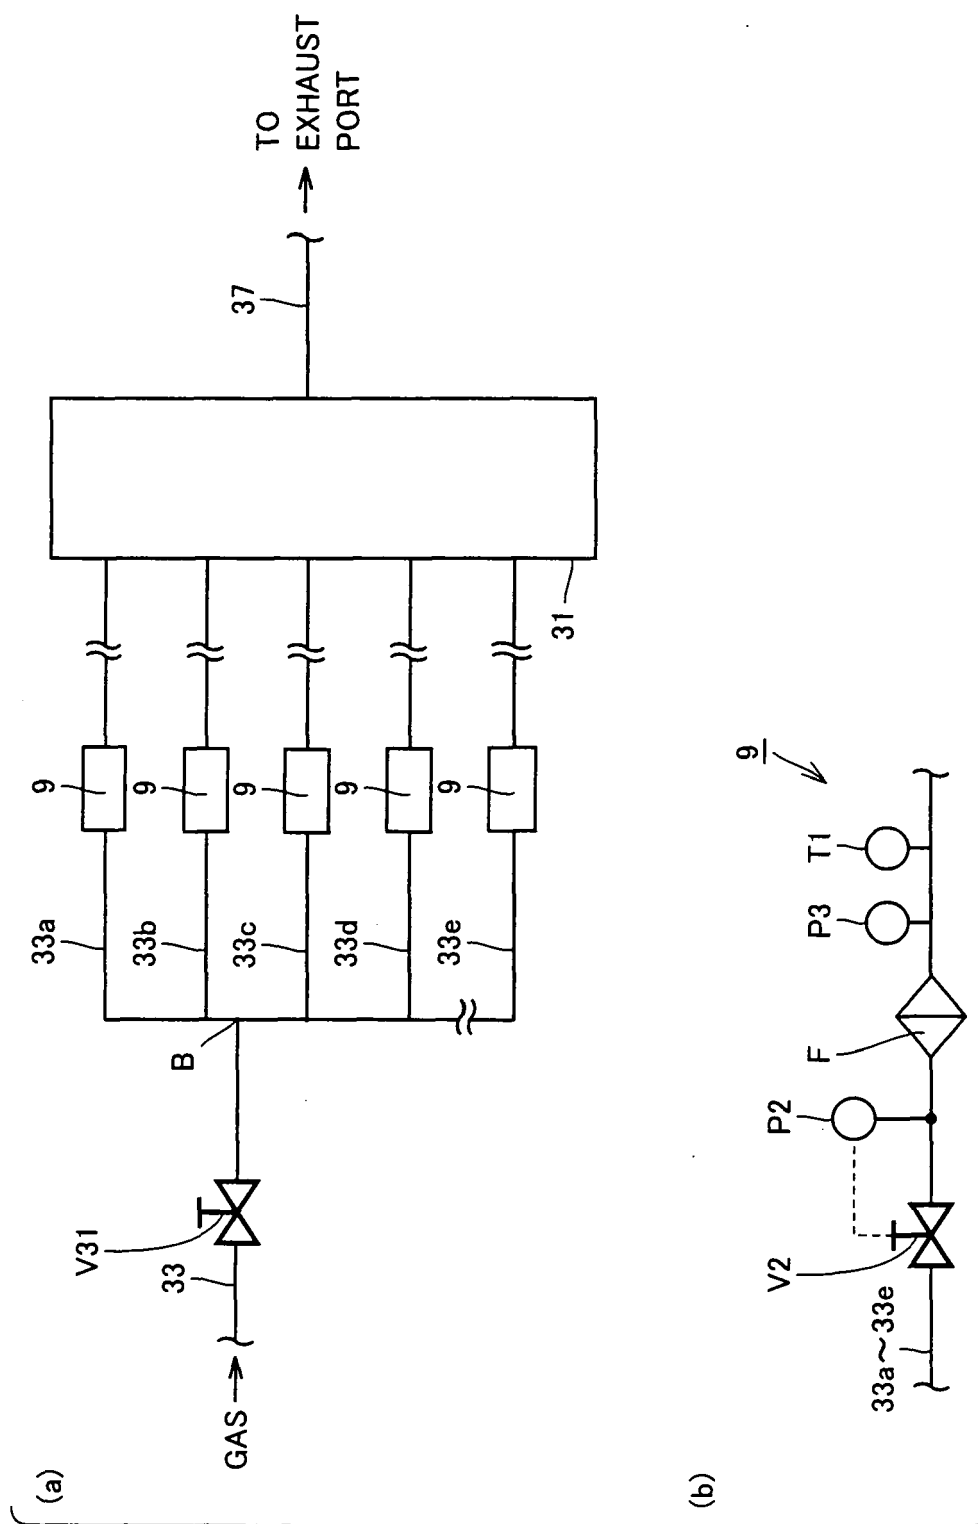 (a)
GAS
33
V31
B
33a
33b
33c
33d
33e
9
9
9
9
9
31
37
TO
EXHAUST
PORT
(b)
33a~33e
V2
P2
F
P3
T1
9